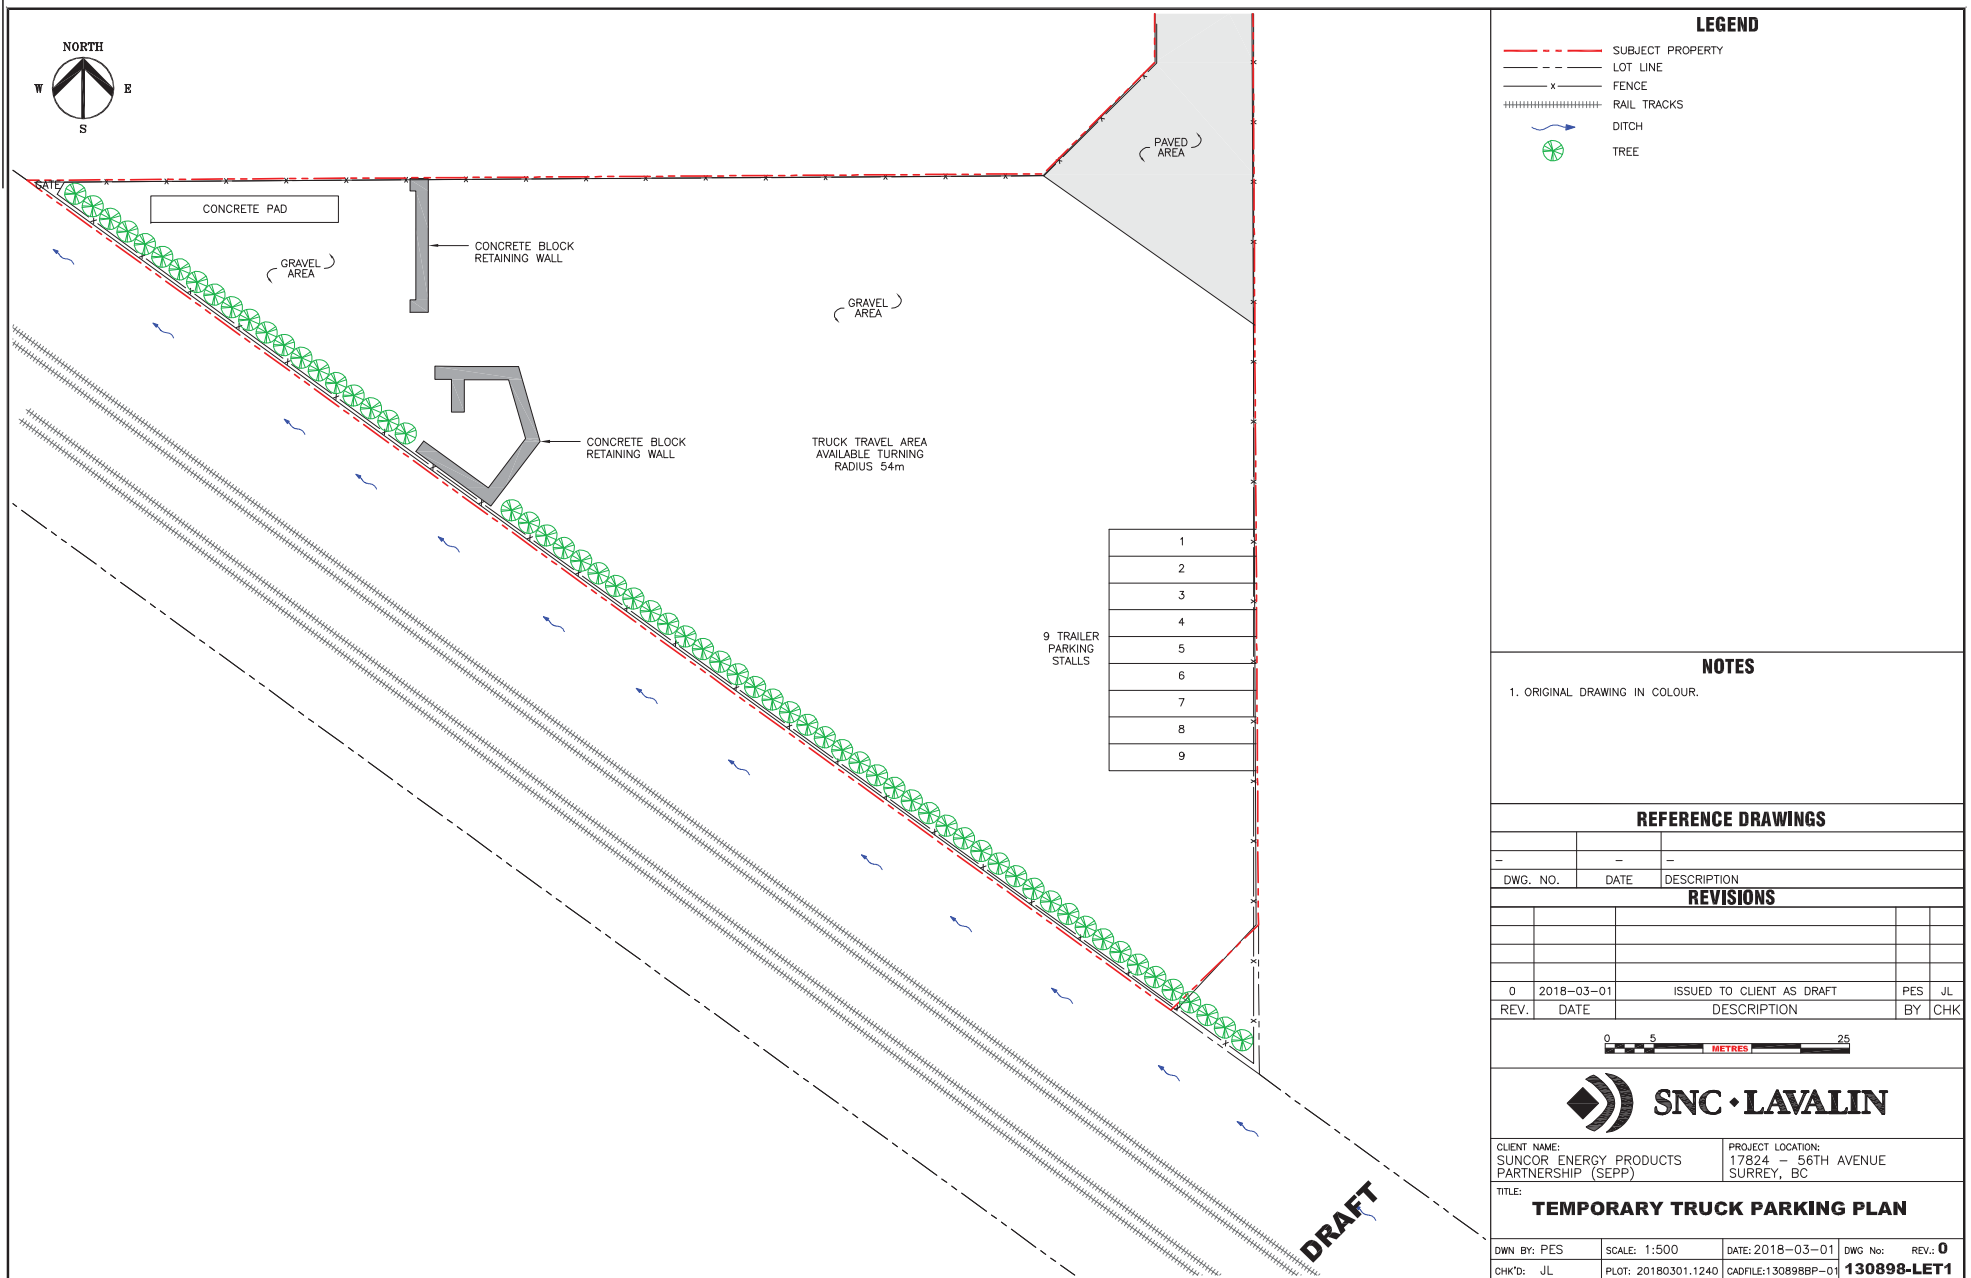 NORTH
W E
S
GATE
CONCRETE PAD
CONCRETE BLOCK
RETAINING WALL
GRAVEL
AREA
GRAVEL
AREA
PAVED
AREA
CONCRETE BLOCK
RETAINING WALL
TRUCK TRAVEL AREA
AVAILABLE TURNING
RADIUS 54m
9 TRAILER
PARKING
STALLS
1
2
3
4
5
6
7
8
9
DRAFT
LEGEND
SUBJECT PROPERTY
LOT LINE
FENCE
RAIL TRACKS
DITCH
TREE
NOTES
1. ORIGINAL DRAWING IN COLOUR.
REFERENCE DRAWINGS
– – –
DWG. NO. DATE DESCRIPTION
REVISIONS
0 2018-03-01 ISSUED TO CLIENT AS DRAFT PES JL
REV. DATE DESCRIPTION BY CHK
0 5 25
METRES
SNC • LAVALIN
CLIENT NAME:
SUNCOR ENERGY PRODUCTS
PARTNERSHIP (SEPP)
PROJECT LOCATION:
17824 – 56TH AVENUE
SURREY, BC
TITLE:
TEMPORARY TRUCK PARKING PLAN
DWN BY: PES SCALE: 1:500 DATE: 2018-03-01 DWG No: REV.: 0
CHK'D: JL PLOT: 20180301.1240 CADFILE:130898BP-01 130898-LET1